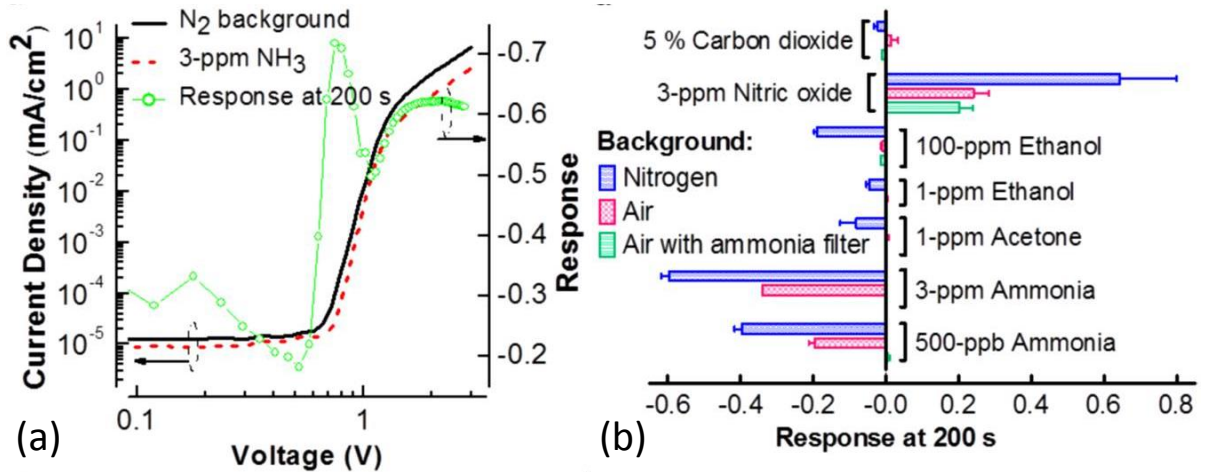 N2 background
3-ppm NH3
Response at 200 s
Current Density (mA/cm2)
10^1
10^0
10^-1
10^-2
10^-3
10^-4
10^-5
-0.7
-0.6
-0.5
-0.4
-0.3
-0.2
Response
0.1
1
Voltage (V)
(a)
5 % Carbon dioxide
3-ppm Nitric oxide
100-ppm Ethanol
Background:
Nitrogen
Air
Air with ammonia filter
1-ppm Ethanol
1-ppm Acetone
3-ppm Ammonia
500-ppb Ammonia
-0.6 -0.4 -0.2 -0.0 0.2 0.4 0.6 0.8
Response at 200 s
(b)